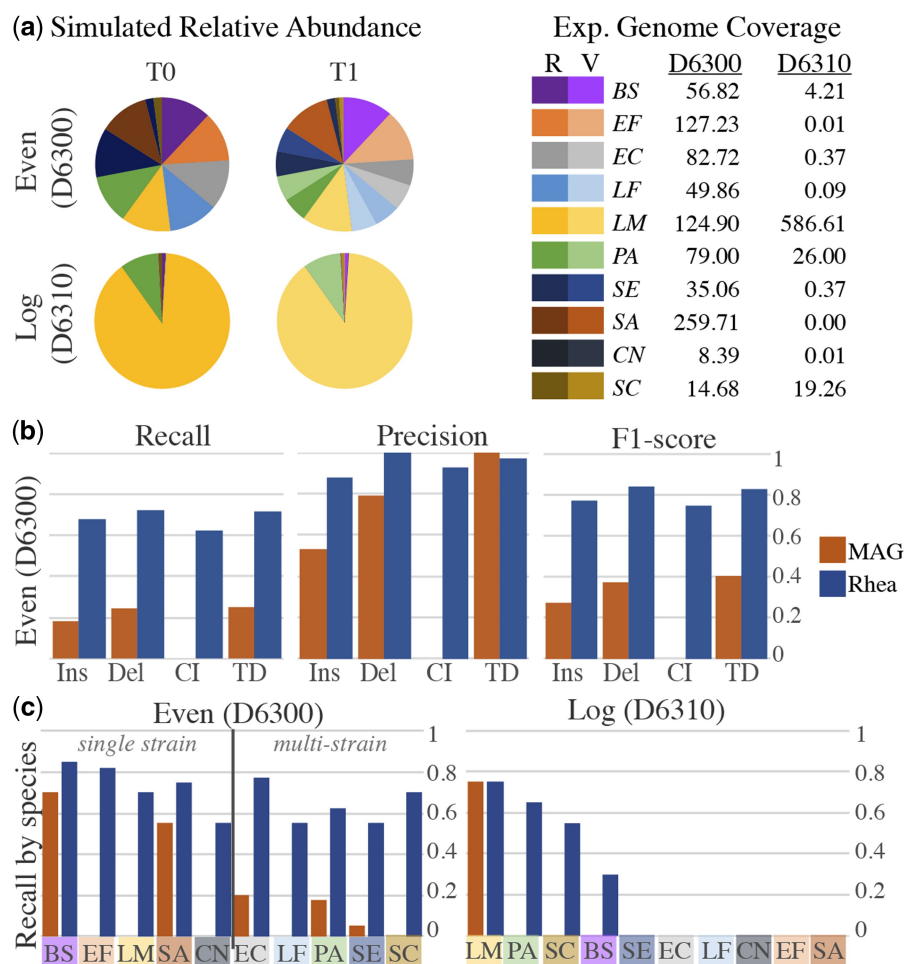 (a) Simulated Relative Abundance
T0 T1
Even
(D6300)
Log
(D6310)
Exp. Genome Coverage
R V D6300 D6310
BS 56.82 4.21
EF 127.23 0.01
EC 82.72 0.37
LF 49.86 0.09
LM 124.90 586.61
PA 79.00 26.00
SE 35.06 0.37
SA 259.71 0.00
CN 8.39 0.01
SC 14.68 19.26
(b) Recall Precision F1-score
Even (D6300)
1
0.8
0.6
0.4
0.2
0
MAG
Rhea
Ins Del CI TD Ins Del CI TD Ins Del CI TD
(c) Even (D6300) Log (D6310)
single strain multi-strain
Recall by species
1 1
0.8 0.8
0.6 0.6
0.4 0.4
0.2 0.2
0 0
BS EF LM SA CN EC LF PA SE SC LM PA SC BS SE EC LF CN EF SA